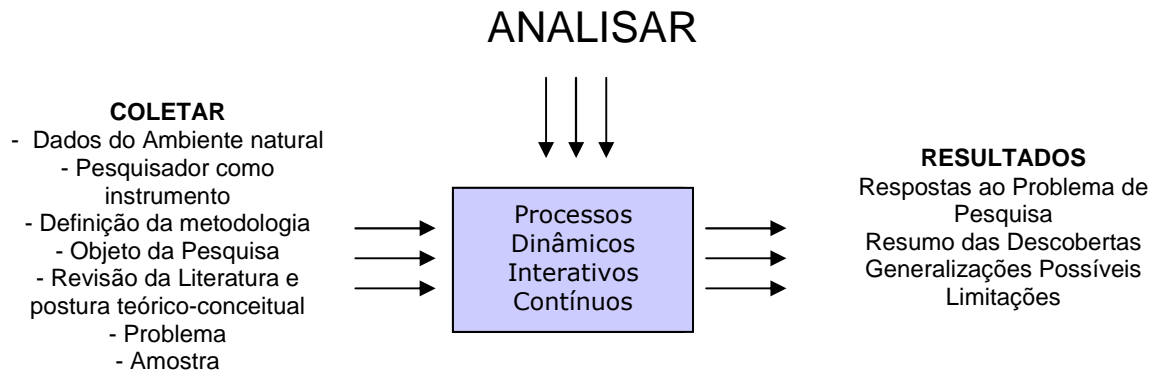 ANALISAR
COLETAR
- Dados do Ambiente natural
- Pesquisador como
instrumento
- Definição da metodologia
- Objeto da Pesquisa
- Revisão da Literatura e
postura teórico-conceitual
- Problema
- Amostra
Processos
Dinâmicos
Interativos
Contínuos
RESULTADOS
Respostas ao Problema de
Pesquisa
Resumo das Descobertas
Generalizações Possíveis
Limitações